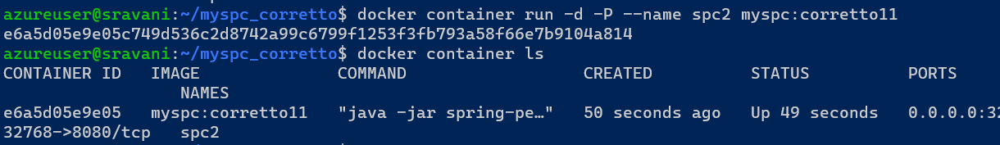 azureuser@sravani:~/myspc_corretto$ docker container run -d -P --name spc2 myspc:corretto11
e6a5d05e9e05c749d536c2d8742a99c6799f1253f3fb793a58f66e7b9104a814
azureuser@sravani:~/myspc_corretto$ docker container ls
CONTAINER ID   IMAGE              COMMAND                  CREATED          STATUS          PORTS
                  NAMES
e6a5d05e9e05   myspc:corretto11   "java -jar spring-pe…"   50 seconds ago   Up 49 seconds   0.0.0.0:32
32768->8080/tcp   spc2